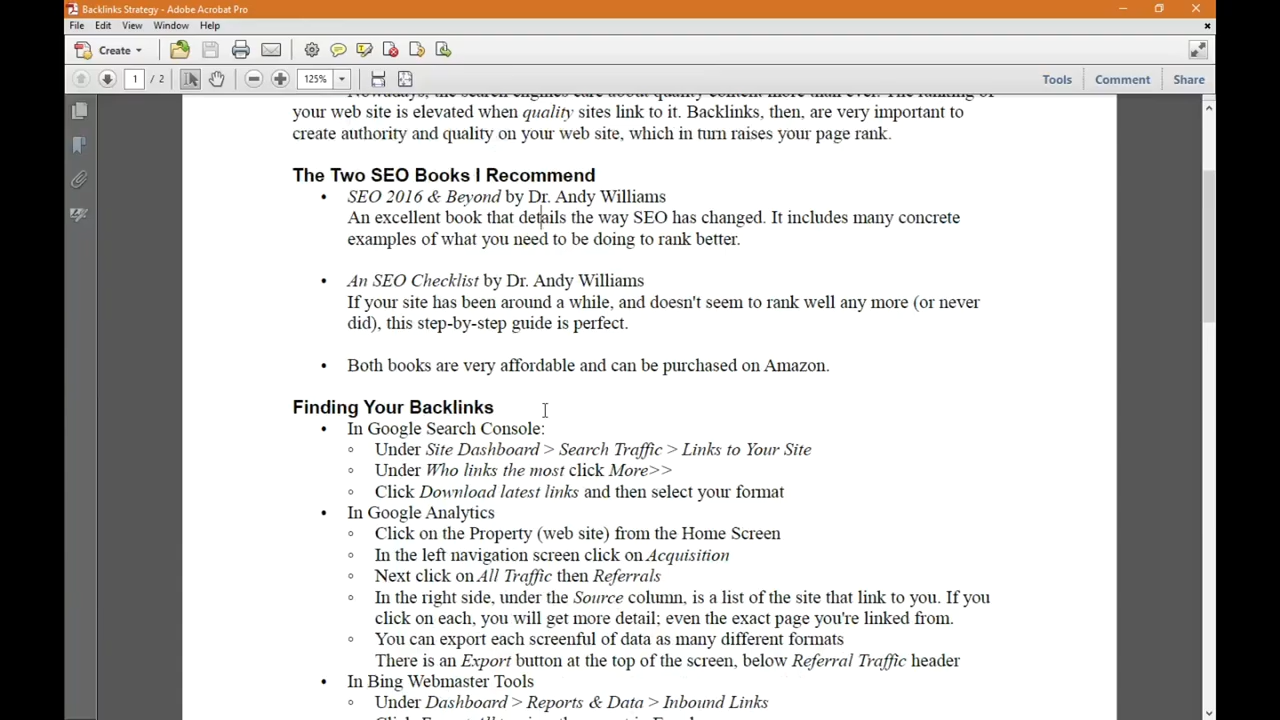 Backlinks Strategy - Adobe Acrobat Pro
File Edit View Window Help
Create
1 / 2 125% Tools Comment Share
your web site is elevated when quality sites link to it. Backlinks, then, are very important to
create authority and quality on your web site, which in turn raises your page rank.
The Two SEO Books I Recommend
• SEO 2016 & Beyond by Dr. Andy Williams
An excellent book that details the way SEO has changed. It includes many concrete
examples of what you need to be doing to rank better.
• An SEO Checklist by Dr. Andy Williams
If your site has been around a while, and doesn't seem to rank well any more (or never
did), this step-by-step guide is perfect.
• Both books are very affordable and can be purchased on Amazon.
Finding Your Backlinks
• In Google Search Console:
◦ Under Site Dashboard > Search Traffic > Links to Your Site
◦ Under Who links the most click More>>
◦ Click Download latest links and then select your format
• In Google Analytics
◦ Click on the Property (web site) from the Home Screen
◦ In the left navigation screen click on Acquisition
◦ Next click on All Traffic then Referrals
◦ In the right side, under the Source column, is a list of the site that link to you. If you
click on each, you will get more detail; even the exact page you're linked from.
◦ You can export each screenful of data as many different formats
There is an Export button at the top of the screen, below Referral Traffic header
• In Bing Webmaster Tools
◦ Under Dashboard > Reports & Data > Inbound Links